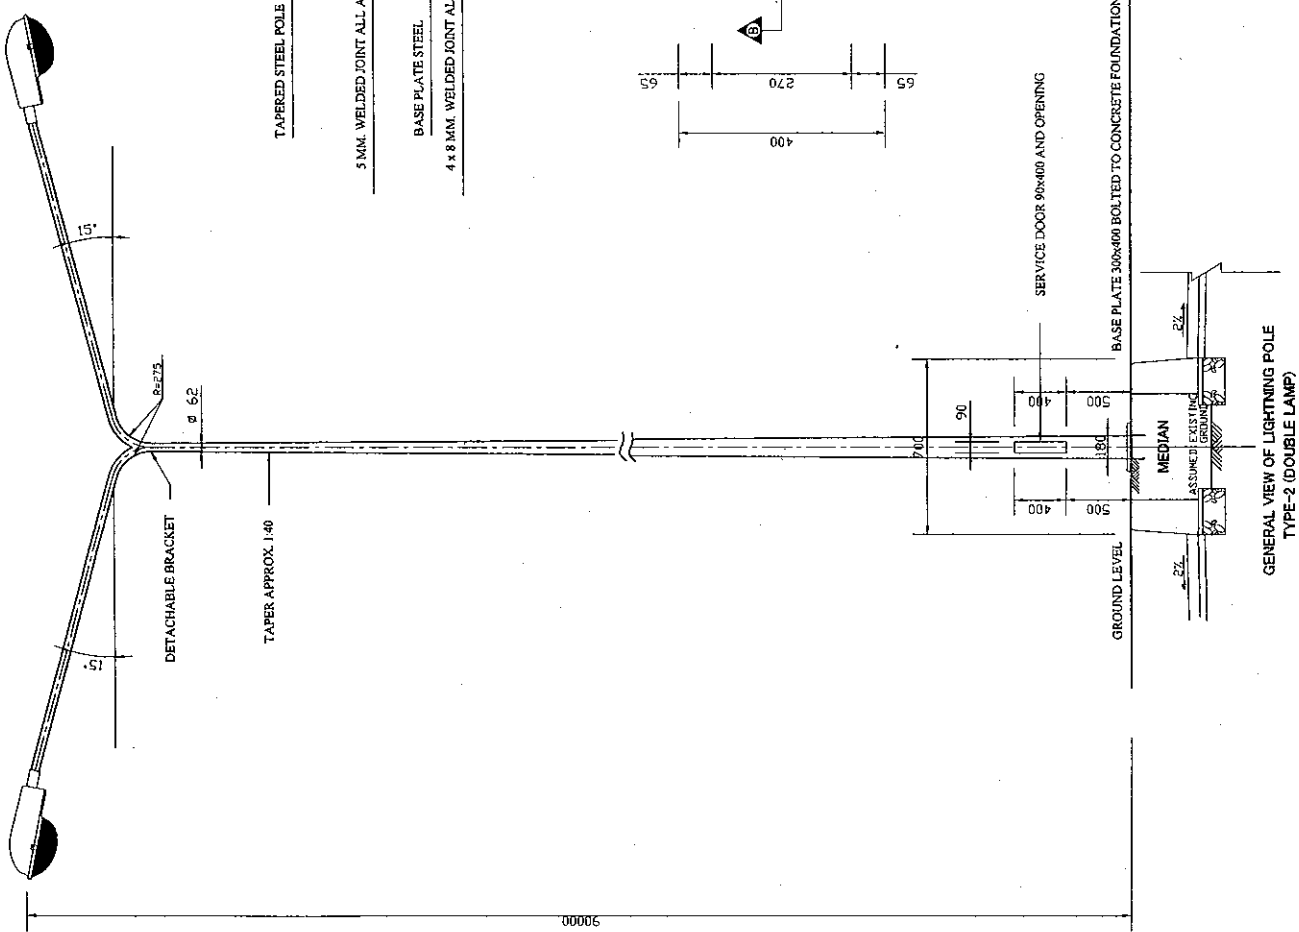 TAPERED STEEL POLE
5 MM. WELDED JOINT ALL A
BASE PLATE STEEL
4 x 8 MM. WELDED JOINT AL
65
270
65
400
B
15°
15°
R=275
ø 62
DETACHABLE BRACKET
TAPER APPROX. 1:40
SERVICE DOOR 90x400 AND OPENING
90
700
400
400
500
500
180
BASE PLATE 300x400 BOLTED TO CONCRETE FOUNDATION
GROUND LEVEL
MEDIAN
ASSUMED EXISTING
GROUND
2%
2%
90000
GENERAL VIEW OF LIGHTNING POLE
TYPE-2 (DOUBLE LAMP)